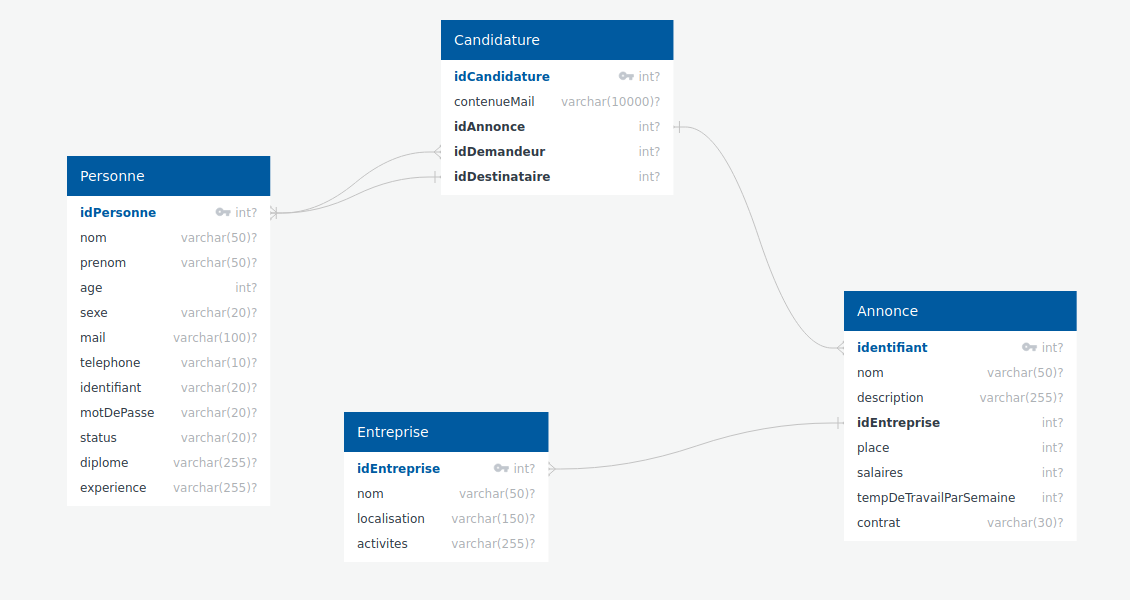 Candidature
idCandidature int?
contenueMail varchar(10000)?
idAnnonce int?
idDemandeur int?
idDestinataire int?
Personne
idPersonne int?
nom varchar(50)?
prenom varchar(50)?
age int?
sexe varchar(20)?
mail varchar(100)?
telephone varchar(10)?
identifiant varchar(20)?
motDePasse varchar(20)?
status varchar(20)?
diplome varchar(255)?
experience varchar(255)?
Annonce
identifiant int?
nom varchar(50)?
description varchar(255)?
idEntreprise int?
place int?
salaires int?
tempDeTravailParSemaine int?
contrat varchar(30)?
Entreprise
idEntreprise int?
nom varchar(50)?
localisation varchar(150)?
activites varchar(255)?